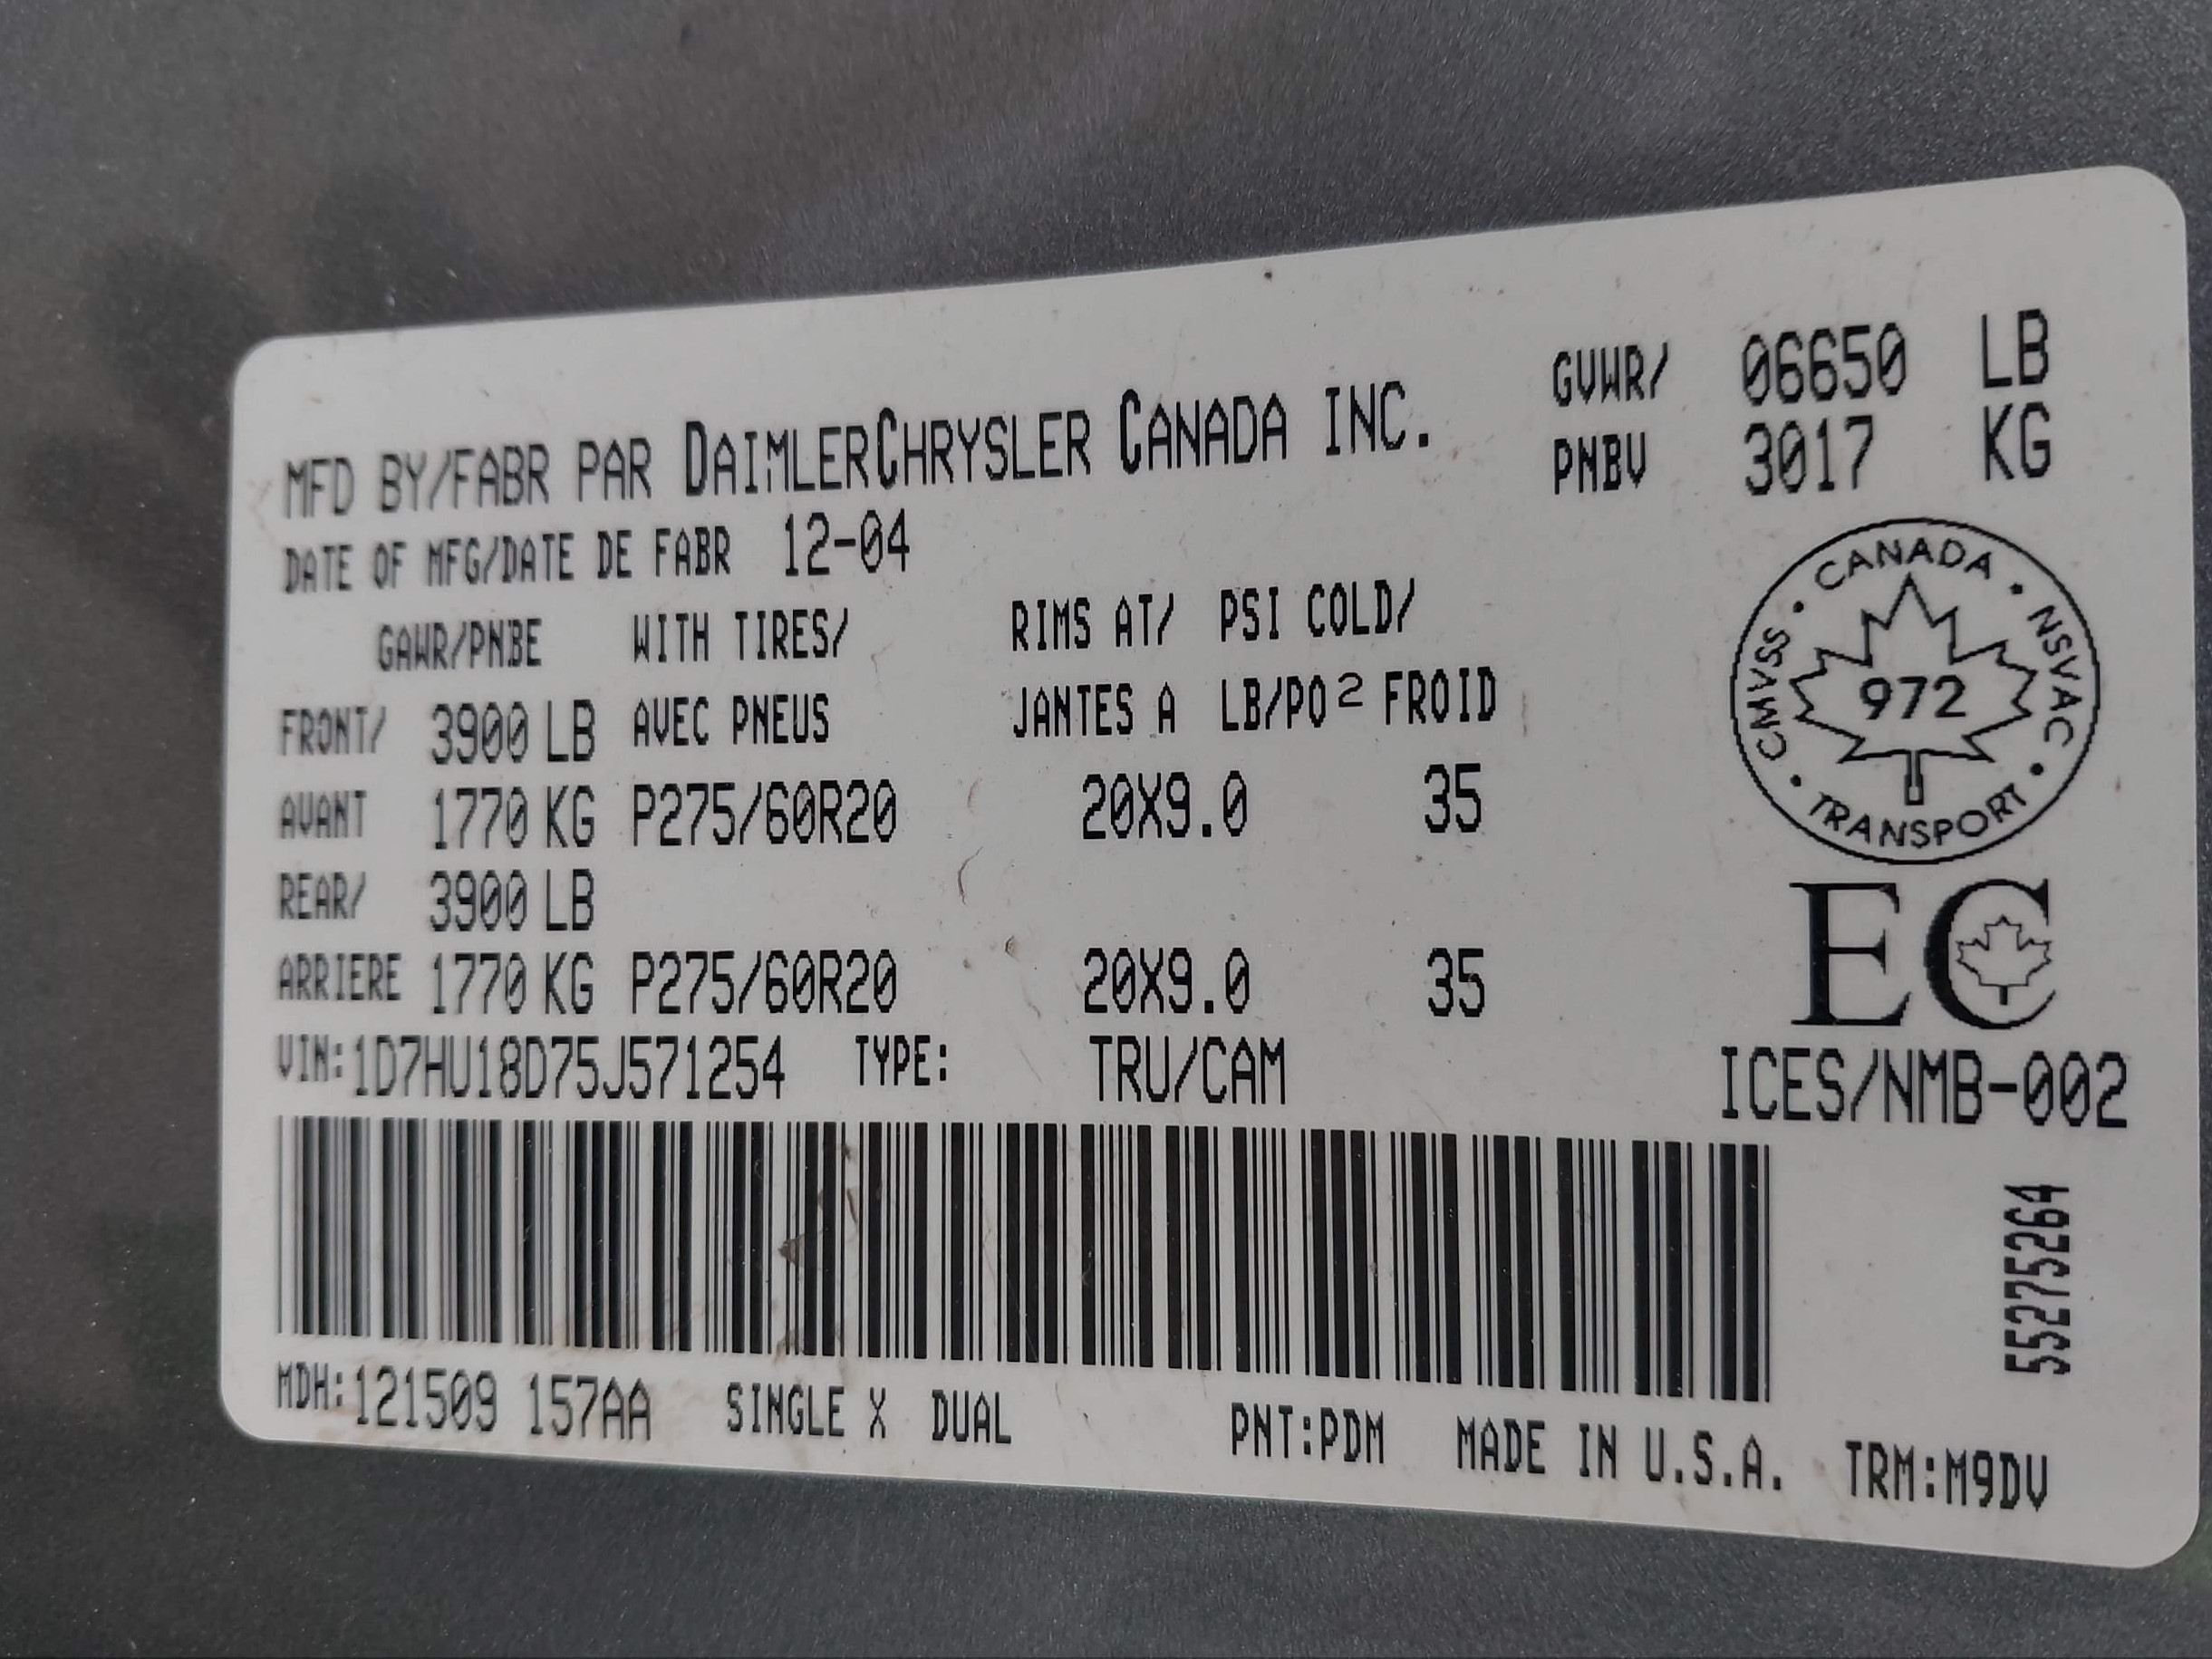 MFD BY/FABR PAR DAIMLERCHRYSLER CANADA INC.
GVWR/ 06650 LB
PNBV 3017 KG
DATE OF MFG/DATE DE FABR 12-04
GAWR/PNBE WITH TIRES/ RIMS AT/ PSI COLD/
FRONT/ 3900 LB AVEC PNEUS JANTES A LB/PO² FROID
AVANT 1770 KG P275/60R20 20X9.0 35
REAR/ 3900 LB
ARRIERE 1770 KG P275/60R20 20X9.0 35
VIN:1D7HU18D75J571254 TYPE: TRU/CAM
CANADA · NSVAC · TRANSPORT · CMVSS ·
972
EC
ICES/NMB-002
55275264
MDH:121509 157AA SINGLE X DUAL PNT:PDM MADE IN U.S.A. TRM:M9DV